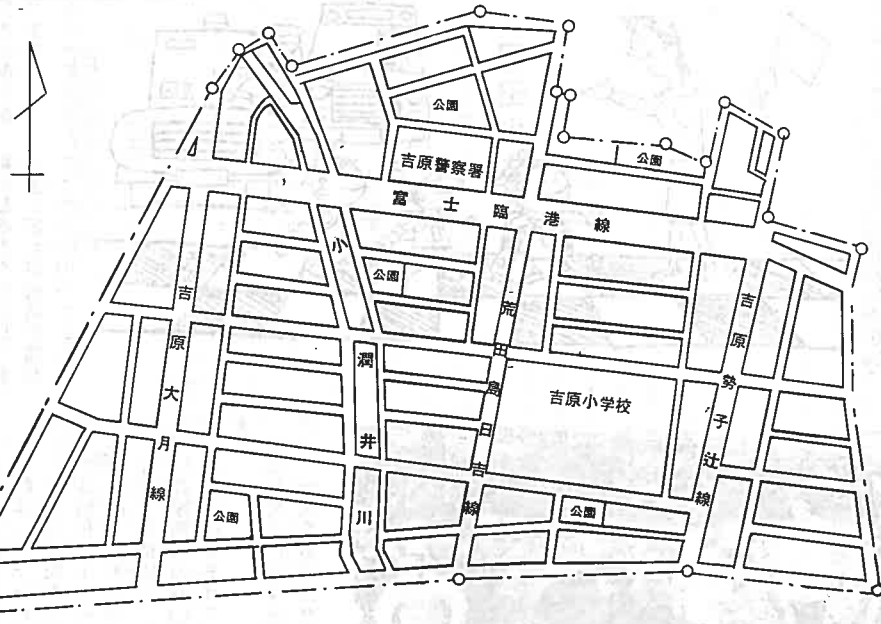 公園
吉原警察署
公園
富士臨港線
小潤井川
公園
吉原大月線
荒田島日吉線
吉原勢子辻線
吉原小学校
公園
公園